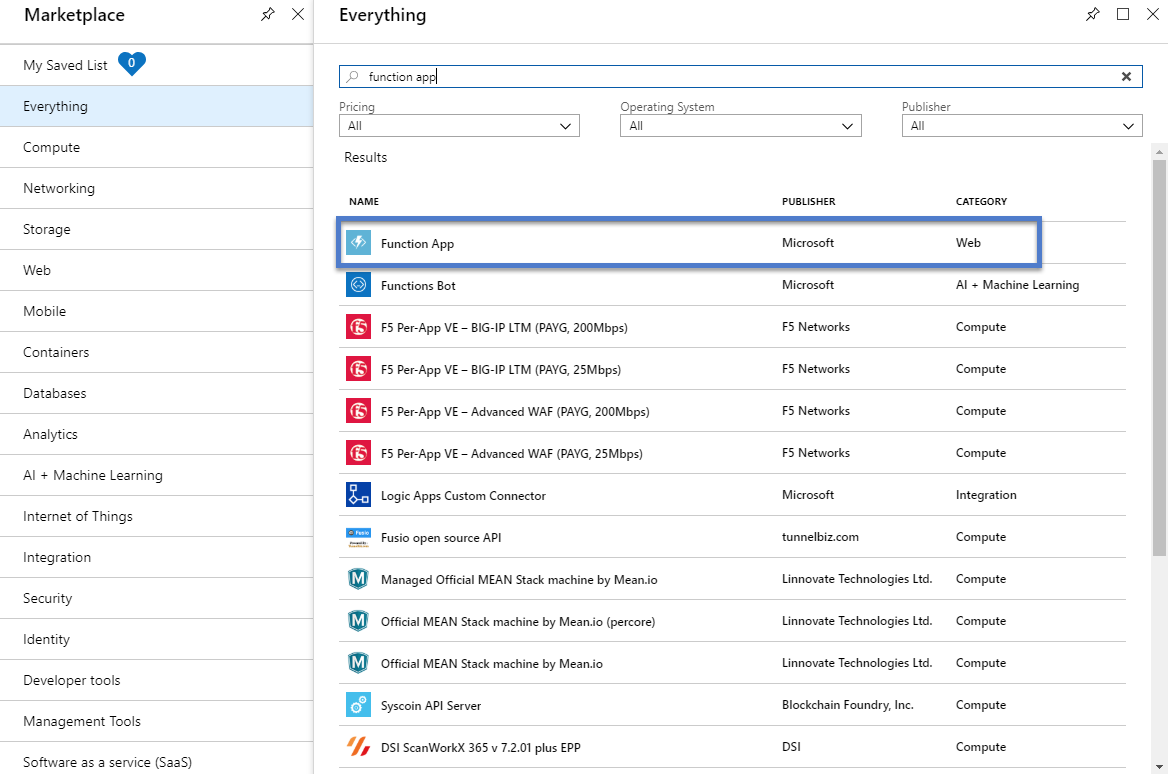 Marketplace
My Saved List 0
Everything
Compute
Networking
Storage
Web
Mobile
Containers
Databases
Analytics
AI + Machine Learning
Internet of Things
Integration
Security
Identity
Developer tools
Management Tools
Software as a service (SaaS)
Everything
function app
Pricing Operating System Publisher
All All All
Results
NAME PUBLISHER CATEGORY
Function App Microsoft Web
Functions Bot Microsoft AI + Machine Learning
F5 Per-App VE – BIG-IP LTM (PAYG, 200Mbps) F5 Networks Compute
F5 Per-App VE – BIG-IP LTM (PAYG, 25Mbps) F5 Networks Compute
F5 Per-App VE – Advanced WAF (PAYG, 200Mbps) F5 Networks Compute
F5 Per-App VE – Advanced WAF (PAYG, 25Mbps) F5 Networks Compute
Logic Apps Custom Connector Microsoft Integration
Fusio open source API tunnelbiz.com Compute
Managed Official MEAN Stack machine by Mean.io Linnovate Technologies Ltd. Compute
Official MEAN Stack machine by Mean.io (percore) Linnovate Technologies Ltd. Compute
Official MEAN Stack machine by Mean.io Linnovate Technologies Ltd. Compute
Syscoin API Server Blockchain Foundry, Inc. Compute
DSI ScanWorkX 365 v 7.2.01 plus EPP DSI Compute